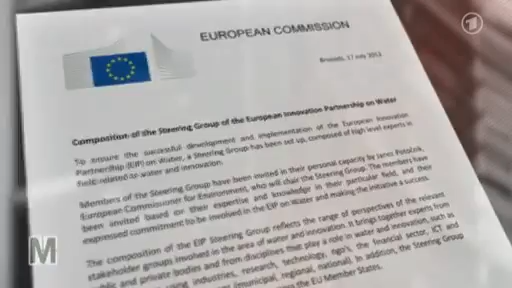 EUROPEAN COMMISSION
Brussels, 17 July 2012
Composition of the Steering Group of the European Innovation Partnership on Water
To ensure the successful development and implementation of the European Innovation
Partnership (EIP) on Water, a Steering Group has been set up, composed of high level experts in
field related to water and innovation.
Members of the Steering Group have been invited in their personal capacity by Janez Potočnik,
European Commissioner for Environment, who will chair the Steering Group. The members have
been invited based on their expertise and knowledge in their particular field, and their
expressed commitment to be involved in the EIP on Water and making the initiative a success.
The composition of the EIP Steering Group reflects the range of perspectives of the relevant
stakeholder groups involved in the area of water and innovation. It brings together experts from
public and private bodies and from disciplines that play a role in water and innovation, such as
using industries, research, technology, ngo's, the financial sector, ICT and
(municipal, regional, national). In addition, the Steering Group
the EU Member States.
M